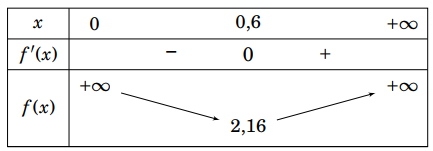 x 0 0,6 +∞
f′(x) − 0 +
+∞ +∞
f(x)
2,16